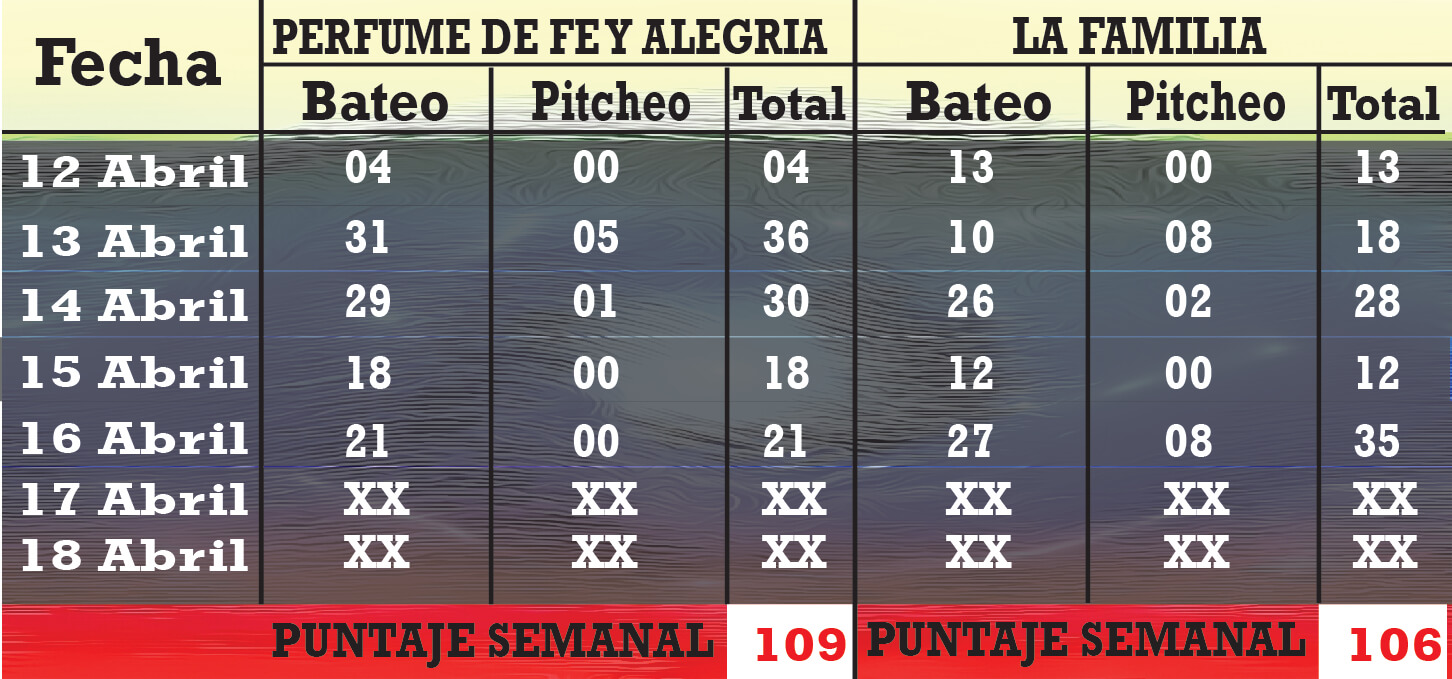 Fecha PERFUME DE FE Y ALEGRIA LA FAMILIA
Bateo Pitcheo Total Bateo Pitcheo Total
12 Abril 04 00 04 13 00 13
13 Abril 31 05 36 10 08 18
14 Abril 29 01 30 26 02 28
15 Abril 18 00 18 12 00 12
16 Abril 21 00 21 27 08 35
17 Abril XX XX XX XX XX XX
18 Abril XX XX XX XX XX XX
PUNTAJE SEMANAL 109 PUNTAJE SEMANAL 106